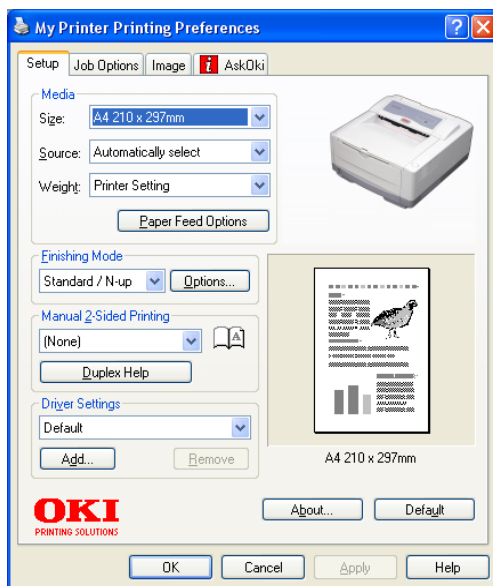 My Printer Printing Preferences
Setup Job Options Image i AskOki
Media
Size: A4 210 x 297mm
Source: Automatically select
Weight: Printer Setting
Paper Feed Options
Finishing Mode
Standard / N-up Options...
Manual 2-Sided Printing
(None) A
Duplex Help
Driver Settings
Default
Add... Remove
A4 210 x 297mm
OKI
PRINTING SOLUTIONS
About... Default
OK Cancel Apply Help